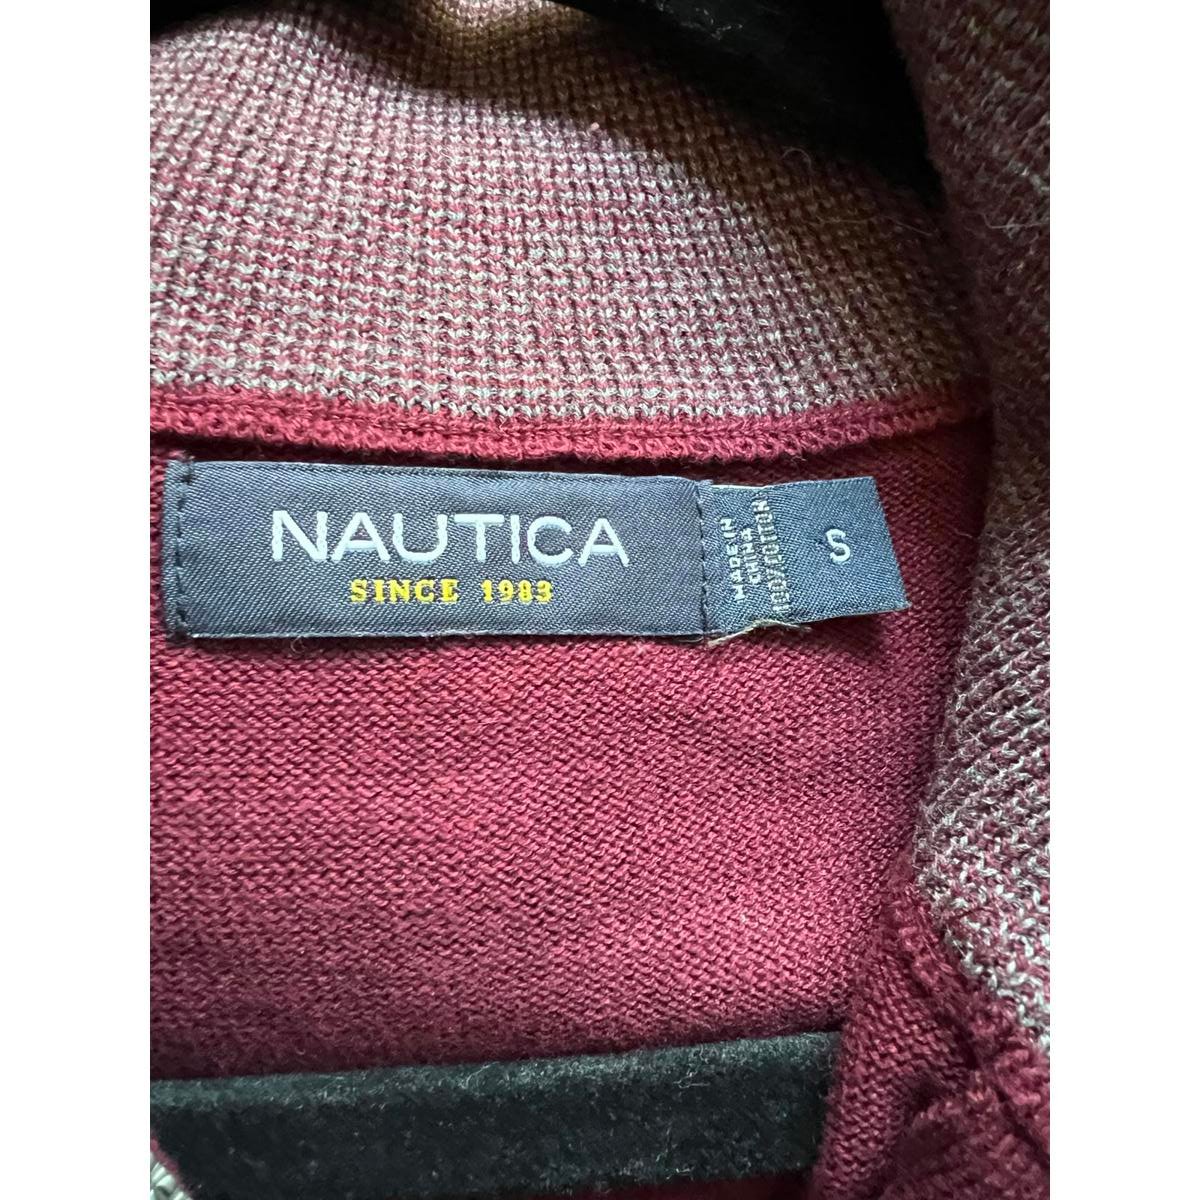 NAUTICA
SINCE 1983
MADE IN
CHINA
100%COTTON
S